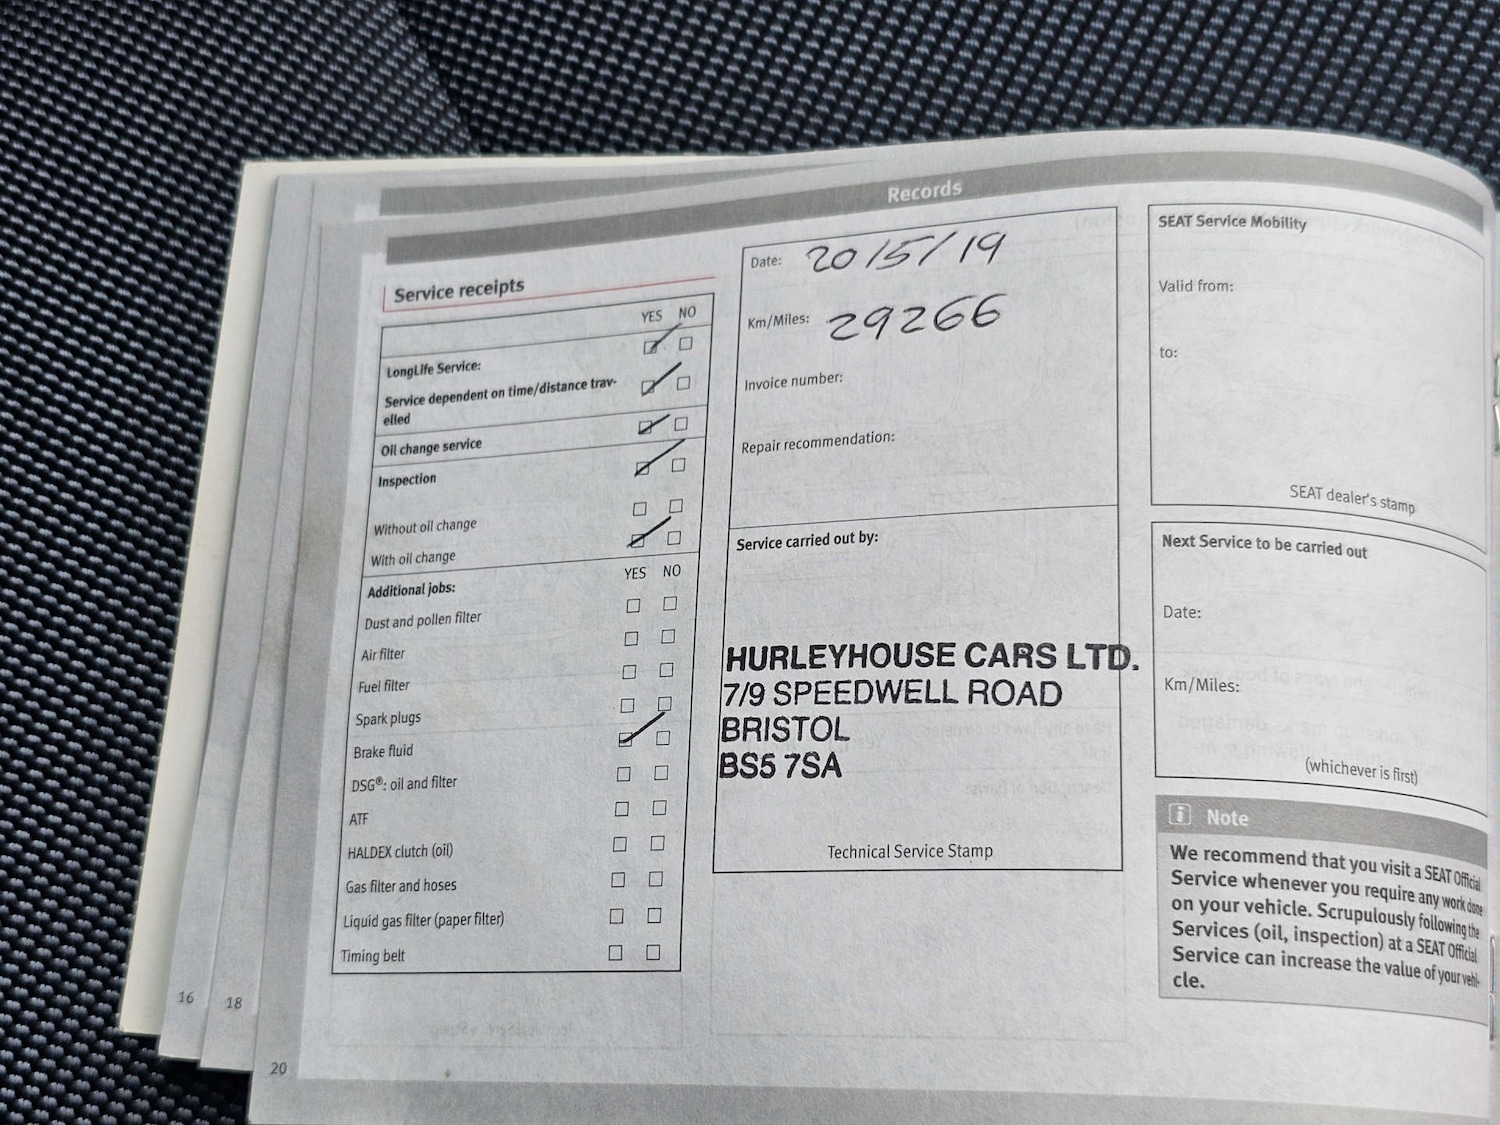 Records
Service receipts
YES NO
LongLife Service:
Service dependent on time/distance trav-
elled
Oil change service
Inspection
Without oil change
With oil change
Additional jobs:
YES NO
Dust and pollen filter
Air filter
Fuel filter
Spark plugs
Brake fluid
DSG®: oil and filter
ATF
HALDEX clutch (oil)
Gas filter and hoses
Liquid gas filter (paper filter)
Timing belt
Date: 20/5/19
Km/Miles: 29266
Invoice number:
Repair recommendation:
Service carried out by:
HURLEYHOUSE CARS LTD.
7/9 SPEEDWELL ROAD
BRISTOL
BS5 7SA
Technical Service Stamp
SEAT Service Mobility
Valid from:
to:
SEAT dealer's stamp
Next Service to be carried out
Date:
Km/Miles:
(whichever is first)
i Note
We recommend that you visit a SEAT Official
Service whenever you require any work done
on your vehicle. Scrupulously following the
Services (oil, inspection) at a SEAT Official
Service can increase the value of your vehi-
cle.
16
18
20